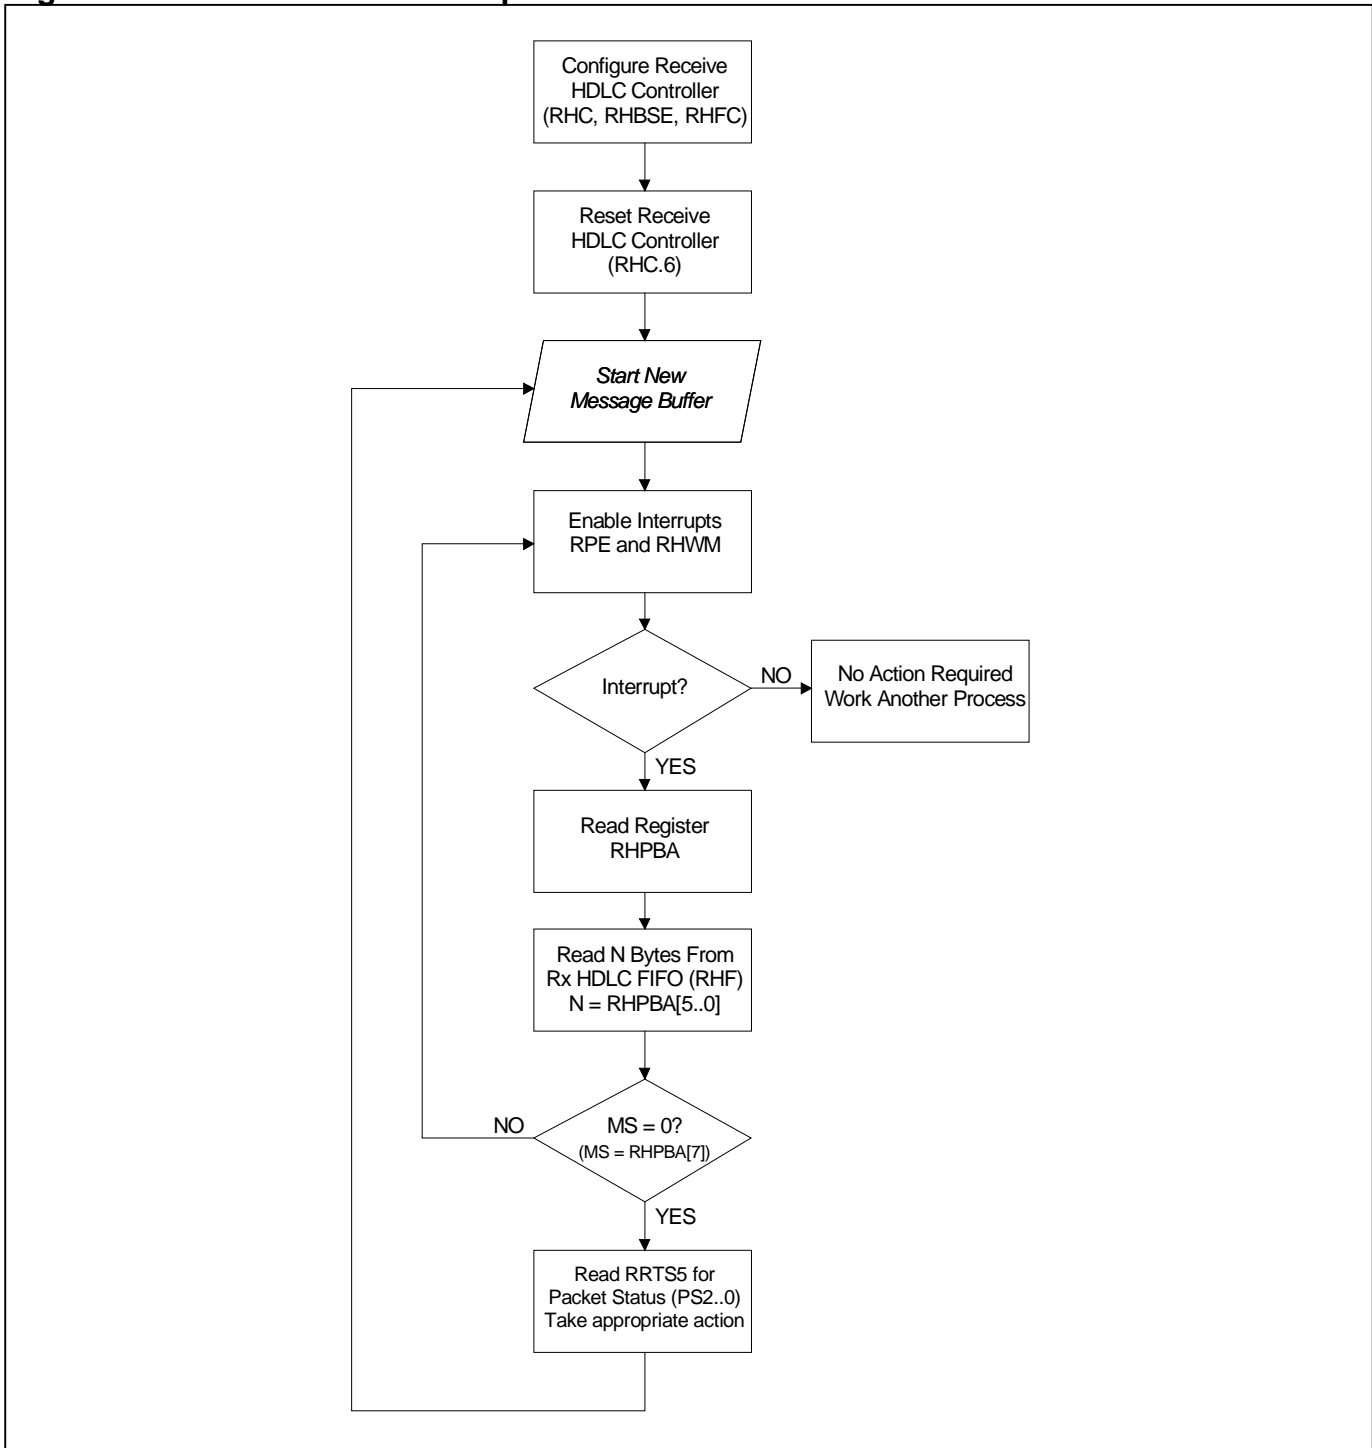 Configure Receive
HDLC Controller
(RHC, RHBSE, RHFC)
Reset Receive
HDLC Controller
(RHC.6)
Start New
Message Buffer
Enable Interrupts
RPE and RHWM
Interrupt?
NO
No Action Required
Work Another Process
YES
Read Register
RHPBA
Read N Bytes From
Rx HDLC FIFO (RHF)
N = RHPBA[5..0]
NO
MS = 0?
(MS = RHPBA[7])
YES
Read RRTS5 for
Packet Status (PS2..0)
Take appropriate action